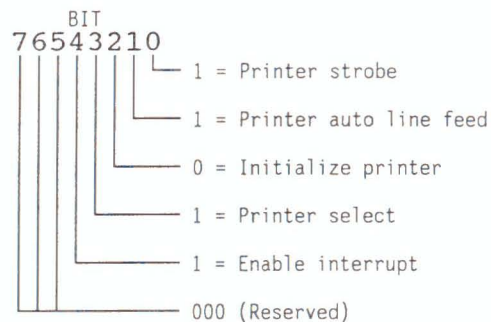 BIT
76543210
1 = Printer strobe
1 = Printer auto line feed
0 = Initialize printer
1 = Printer select
1 = Enable interrupt
000 (Reserved)